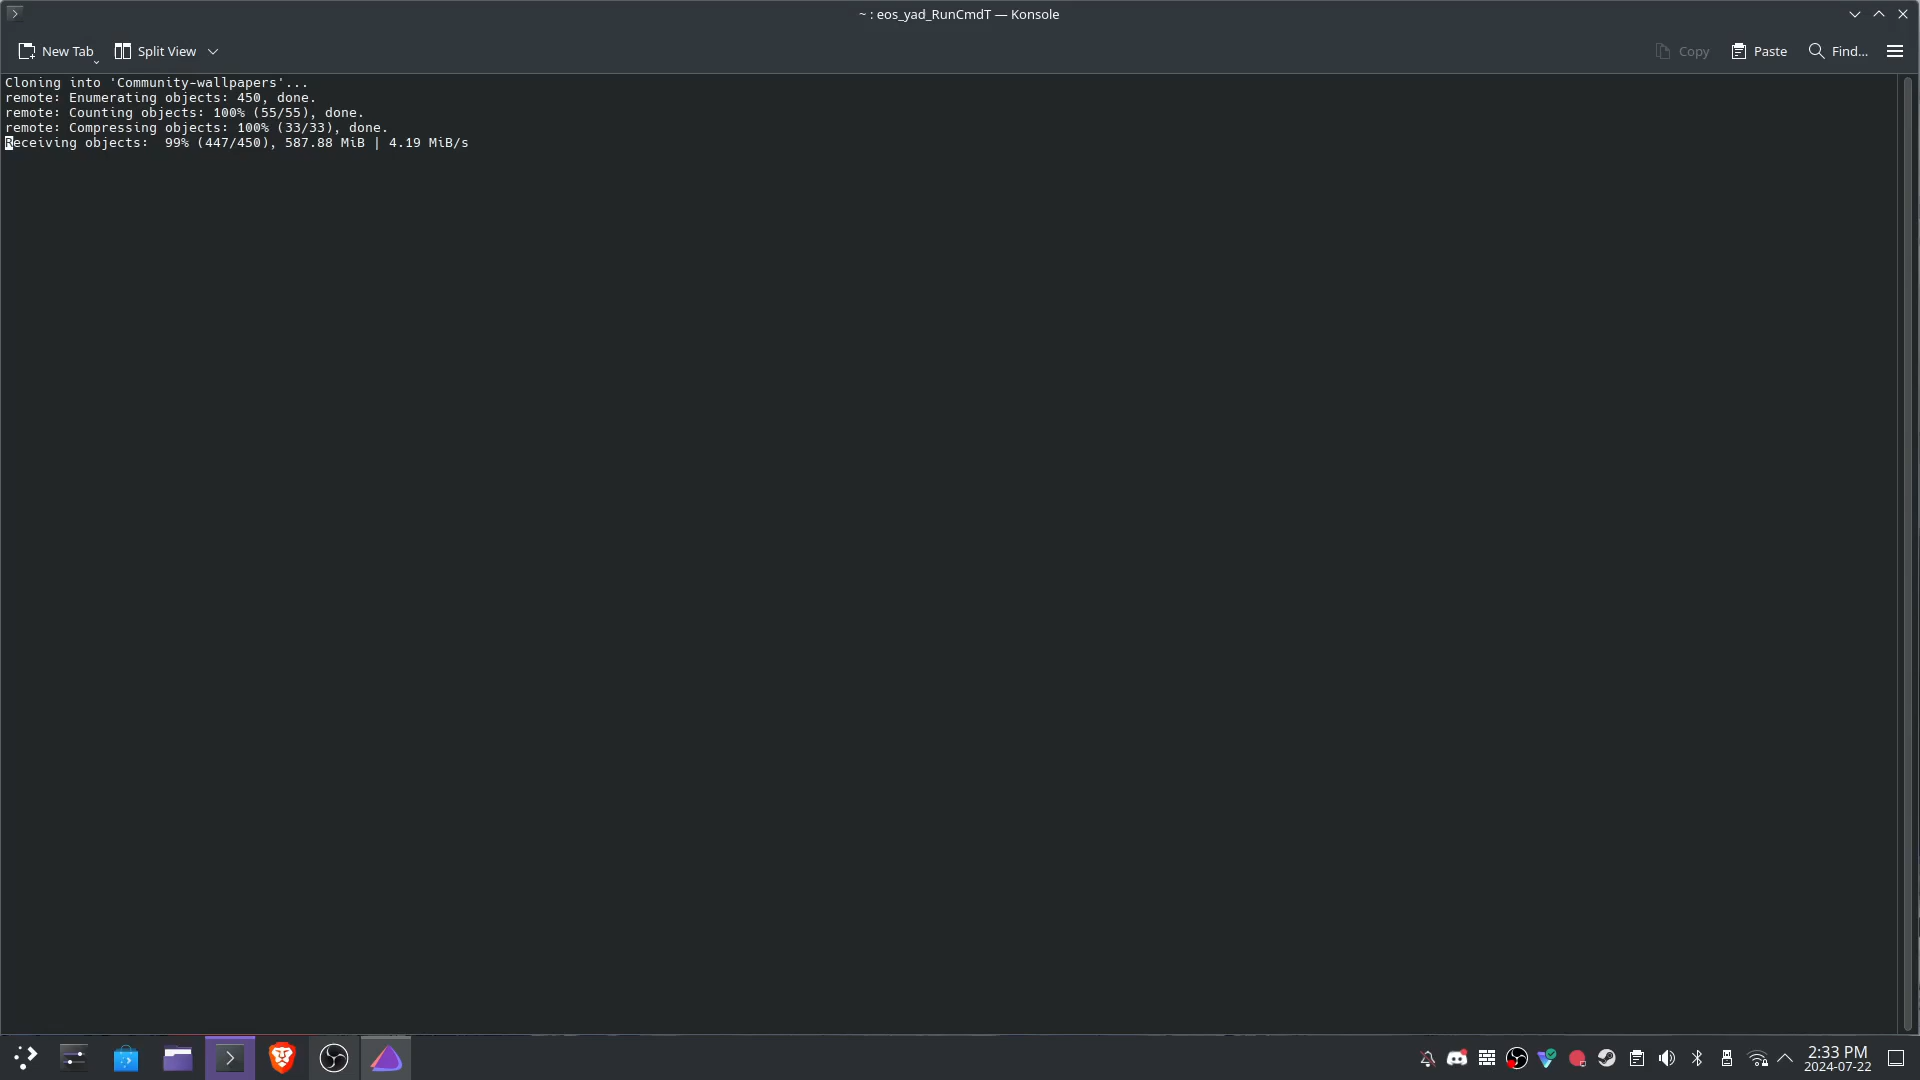 ~ : eos_yad_RunCmdT — Konsole
New Tab
Split View
Copy
Paste
Find...
Cloning into 'Community-wallpapers'...
remote: Enumerating objects: 450, done.
remote: Counting objects: 100% (55/55), done.
remote: Compressing objects: 100% (33/33), done.
Receiving objects:  99% (447/450), 587.88 MiB | 4.19 MiB/s
2:33 PM
2024-07-22